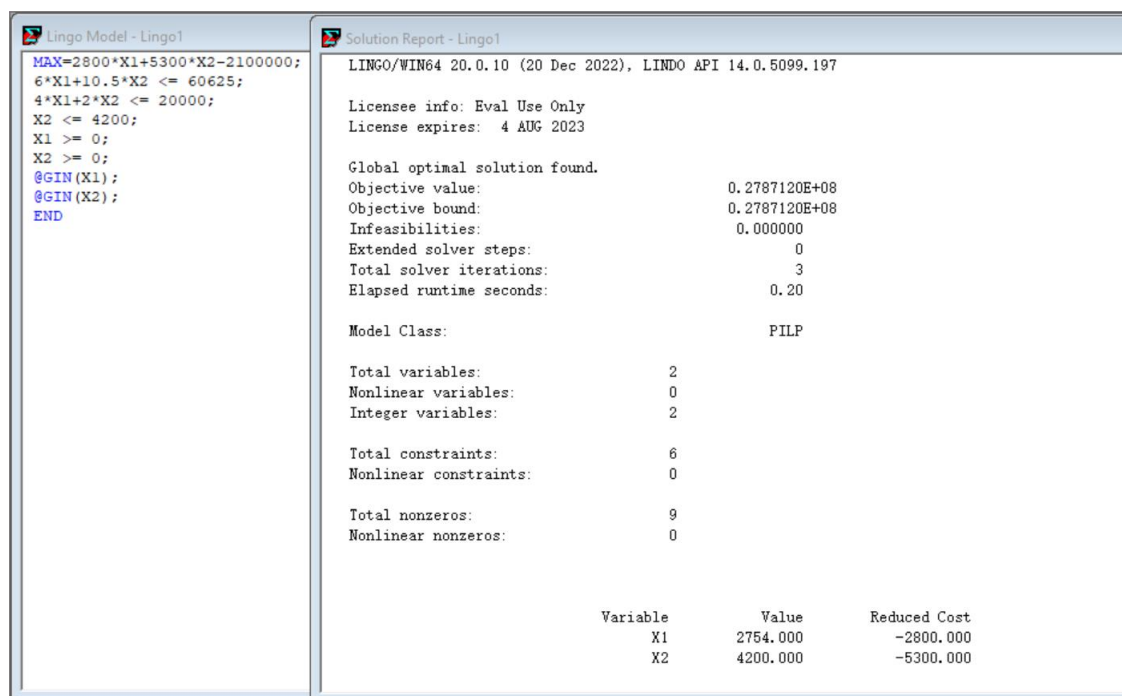 Lingo Model - Lingo1
MAX=2800*X1+5300*X2-2100000;
6*X1+10.5*X2 <= 60625;
4*X1+2*X2 <= 20000;
X2 <= 4200;
X1 >= 0;
X2 >= 0;
@GIN(X1);
@GIN(X2);
END
Solution Report - Lingo1
LINGO/WIN64 20.0.10 (20 Dec 2022), LINDO API 14.0.5099.197
Licensee info: Eval Use Only
License expires: 4 AUG 2023
Global optimal solution found.
Objective value: 0.2787120E+08
Objective bound: 0.2787120E+08
Infeasibilities: 0.000000
Extended solver steps: 0
Total solver iterations: 3
Elapsed runtime seconds: 0.20
Model Class: PILP
Total variables: 2
Nonlinear variables: 0
Integer variables: 2
Total constraints: 6
Nonlinear constraints: 0
Total nonzeros: 9
Nonlinear nonzeros: 0
Variable Value Reduced Cost
X1 2754.000 -2800.000
X2 4200.000 -5300.000